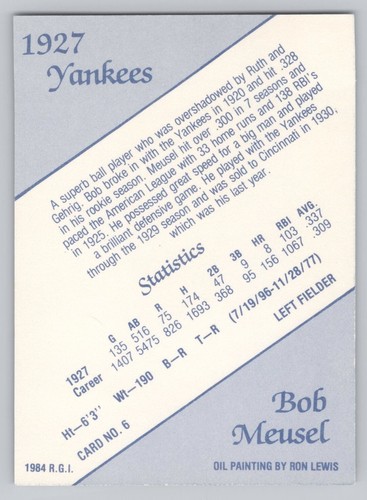 1927
Yankees
A superb ball player who was overshadowed by Ruth and
Gehrig. Bob broke in with the Yankees in 1920 and hit .328
in his rookie season. Meusel hit over .300 in 7 seasons and
paced the American League with 33 home runs and 138 RBI's
in 1925. He possessed great speed for a big man and played
a brilliant defensive game. He played with the Yankees
through the 1929 season and was sold to Cincinnati in 1930,
which was his last year.
Statistics
G AB R H 2B 3B HR RBI AVG.
1927 135 516 75 174 47 9 8 103 .337
Career 1407 5475 826 1693 368 95 156 1067 .309
Ht–6'3" Wt–190 B–R T–R (7/19/96-11/28/77)
CARD NO. 6 LEFT FIELDER
Bob
Meusel
1984 R.G.I. OIL PAINTING BY RON LEWIS